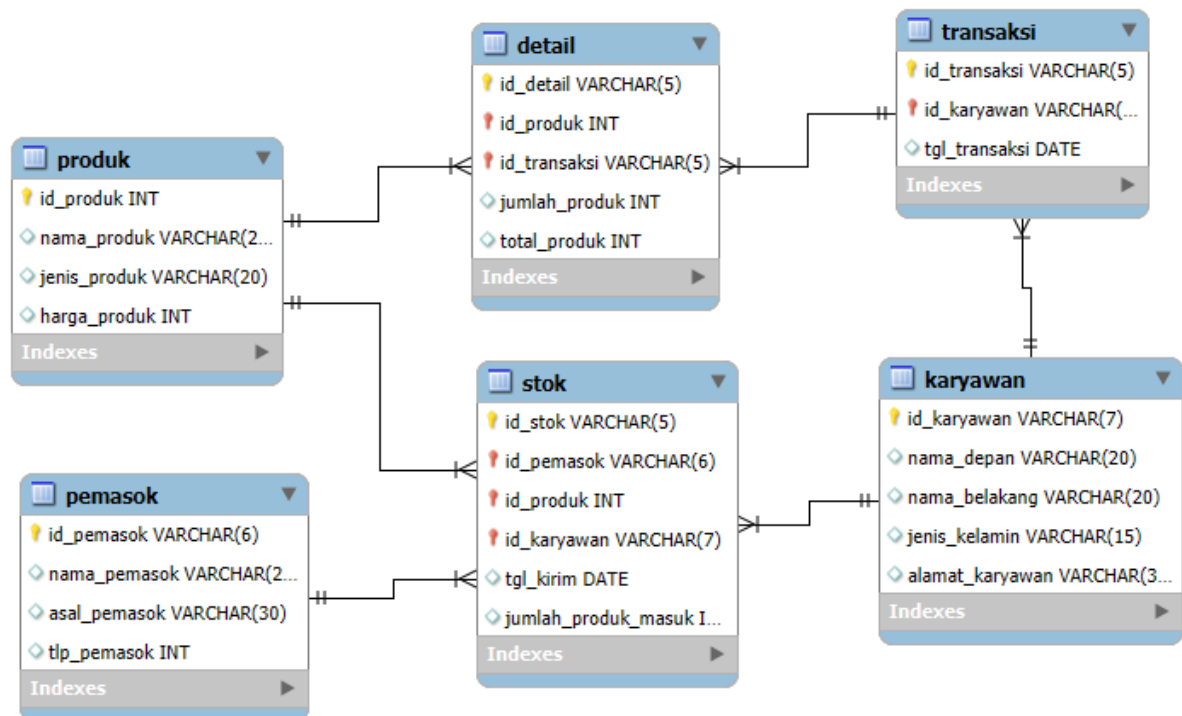 produk
id_produk INT
nama_produk VARCHAR(2...
jenis_produk VARCHAR(20)
harga_produk INT
Indexes
detail
id_detail VARCHAR(5)
id_produk INT
id_transaksi VARCHAR(5)
jumlah_produk INT
total_produk INT
Indexes
transaksi
id_transaksi VARCHAR(5)
id_karyawan VARCHAR(...
tgl_transaksi DATE
Indexes
pemasok
id_pemasok VARCHAR(6)
nama_pemasok VARCHAR(2...
asal_pemasok VARCHAR(30)
tlp_pemasok INT
Indexes
stok
id_stok VARCHAR(5)
id_pemasok VARCHAR(6)
id_produk INT
id_karyawan VARCHAR(7)
tgl_kirim DATE
jumlah_produk_masuk I...
Indexes
karyawan
id_karyawan VARCHAR(7)
nama_depan VARCHAR(20)
nama_belakang VARCHAR(20)
jenis_kelamin VARCHAR(15)
alamat_karyawan VARCHAR(3...
Indexes